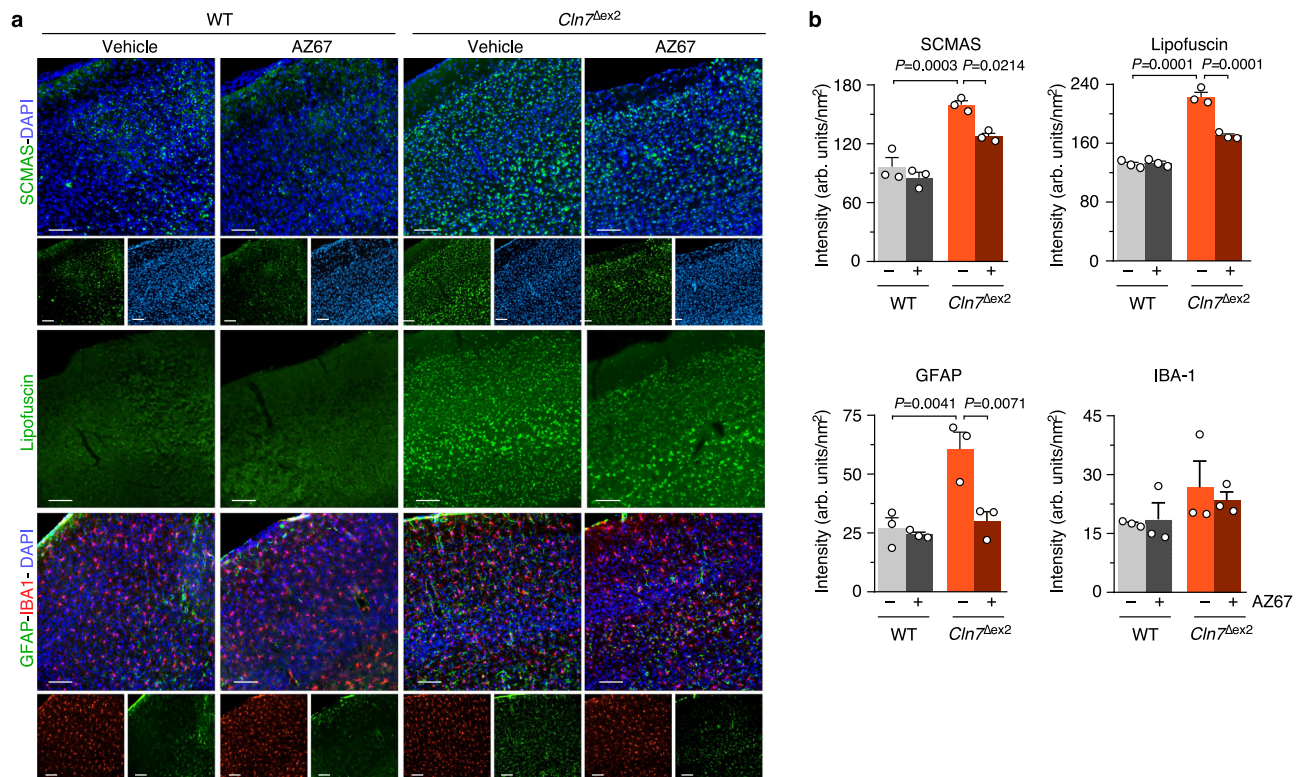 a
WT
Cln7Δex2
Vehicle
AZ67
Vehicle
AZ67
SCMAS-DAPI
Lipofuscin
GFAP-IBA1- DAPI
b
SCMAS
P=0.0003 P=0.0214
Intensity (arb. units/nm²)
180
120
60
0
– + – +
WT Cln7Δex2
Lipofuscin
P=0.0001 P=0.0001
Intensity (arb. units/nm²)
240
160
80
0
– + – +
WT Cln7Δex2
GFAP
P=0.0041 P=0.0071
Intensity (arb. units/nm²)
75
50
25
0
– + – +
WT Cln7Δex2
IBA-1
Intensity (arb. units/nm²)
45
30
15
0
– + – + AZ67
WT Cln7Δex2